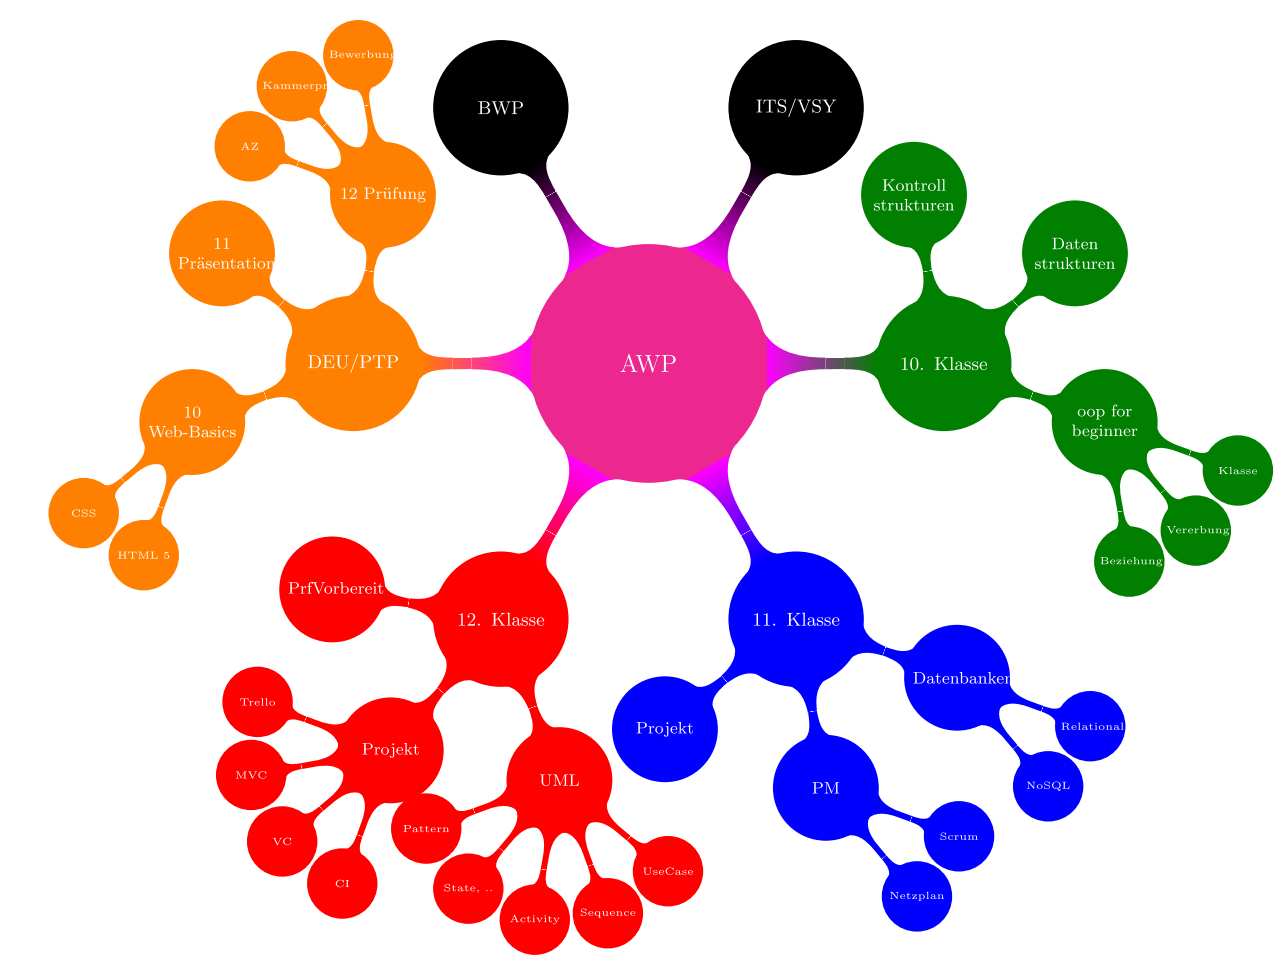 Bewerbung
Kammerpr
AZ
12 Prüfung
11
Präsentation
DEU/PTP
10
Web-Basics
CSS
HTML 5
BWP
ITS/VSY
AWP
Kontroll
strukturen
Daten
strukturen
10. Klasse
oop for
beginner
Klasse
Vererbung
Beziehung
12. Klasse
PrfVorbereit
Projekt
Trello
MVC
VC
CI
UML
Pattern
State, ..
Activity
Sequence
UseCase
11. Klasse
Projekt
PM
Scrum
Netzplan
Datenbanken
Relational
NoSQL